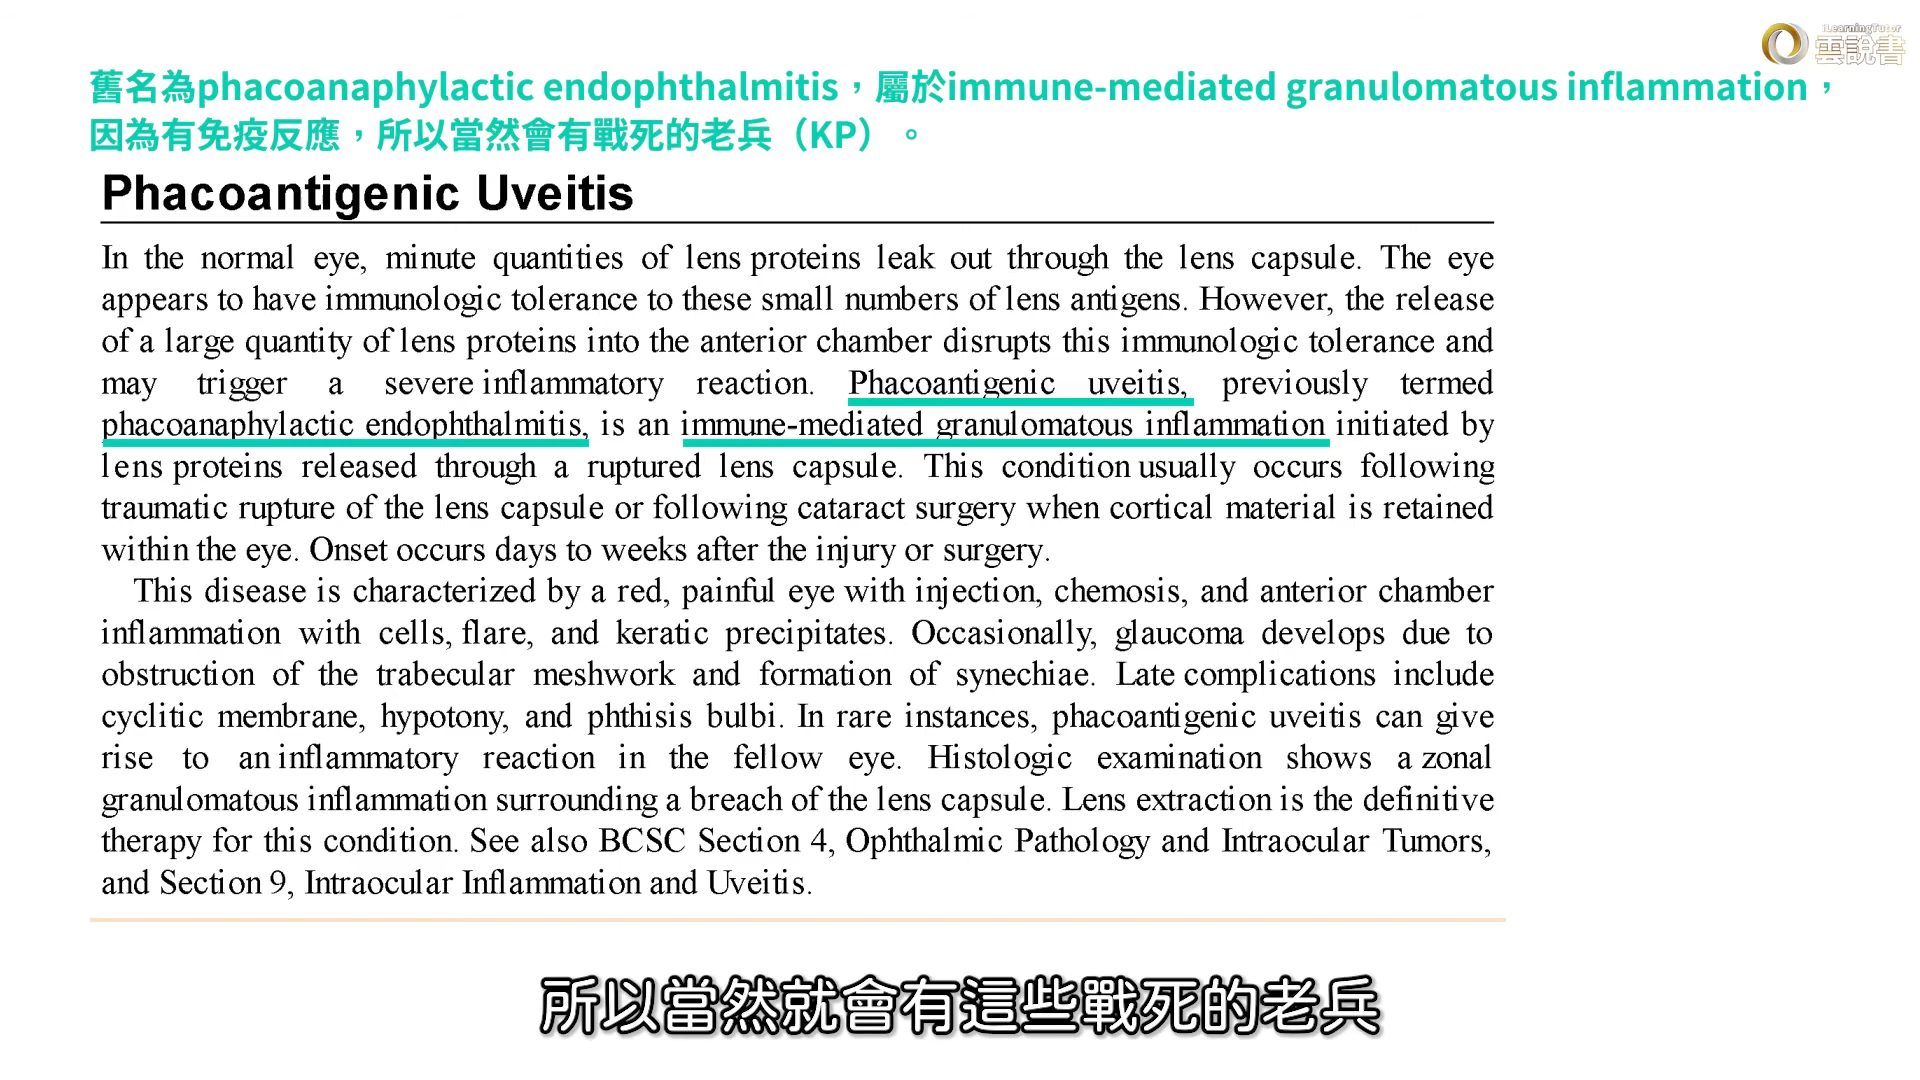 iLearningTutor
雲說書
舊名為phacoanaphylactic endophthalmitis，屬於immune-mediated granulomatous inflammation，
因為有免疫反應，所以當然會有戰死的老兵（KP）。
Phacoantigenic Uveitis
In the normal eye, minute quantities of lens proteins leak out through the lens capsule. The eye
appears to have immunologic tolerance to these small numbers of lens antigens. However, the release
of a large quantity of lens proteins into the anterior chamber disrupts this immunologic tolerance and
may trigger a severe inflammatory reaction. Phacoantigenic uveitis, previously termed
phacoanaphylactic endophthalmitis, is an immune-mediated granulomatous inflammation initiated by
lens proteins released through a ruptured lens capsule. This condition usually occurs following
traumatic rupture of the lens capsule or following cataract surgery when cortical material is retained
within the eye. Onset occurs days to weeks after the injury or surgery.
This disease is characterized by a red, painful eye with injection, chemosis, and anterior chamber
inflammation with cells, flare, and keratic precipitates. Occasionally, glaucoma develops due to
obstruction of the trabecular meshwork and formation of synechiae. Late complications include
cyclitic membrane, hypotony, and phthisis bulbi. In rare instances, phacoantigenic uveitis can give
rise to an inflammatory reaction in the fellow eye. Histologic examination shows a zonal
granulomatous inflammation surrounding a breach of the lens capsule. Lens extraction is the definitive
therapy for this condition. See also BCSC Section 4, Ophthalmic Pathology and Intraocular Tumors,
and Section 9, Intraocular Inflammation and Uveitis.
所以當然就會有這些戰死的老兵